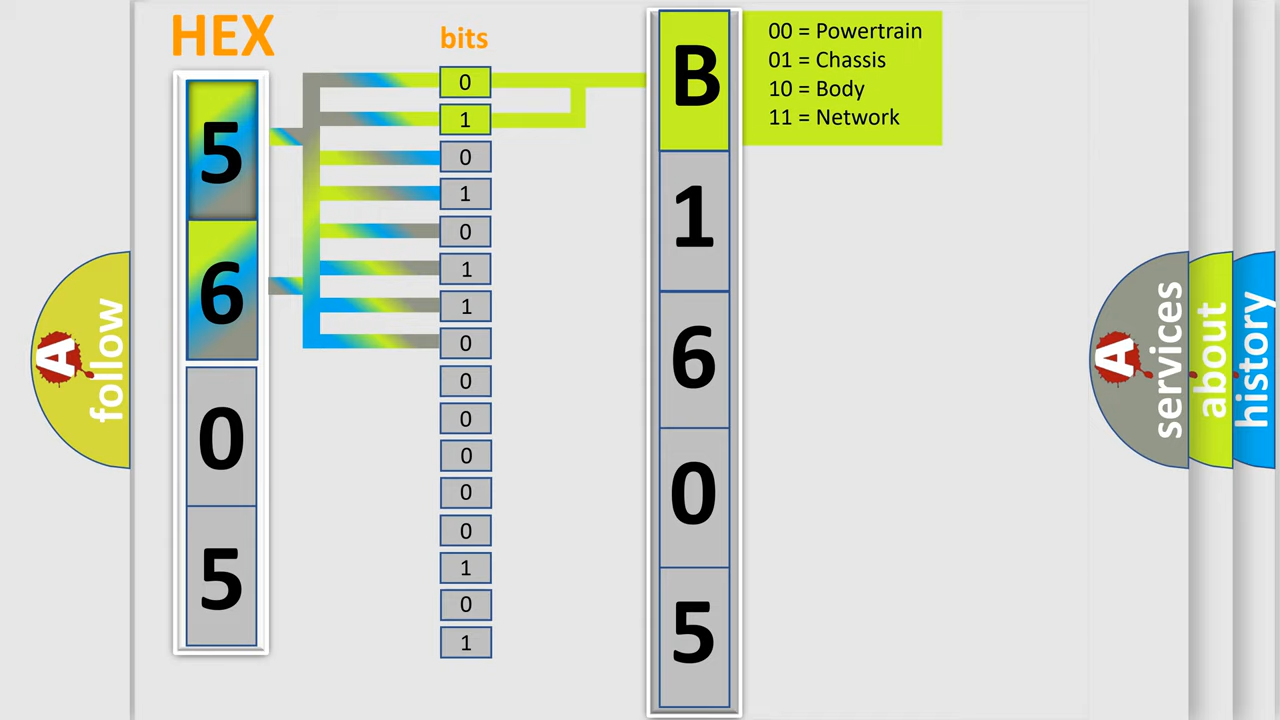 HEX
bits
5
6
0
5
0
1
0
1
0
1
1
0
0
0
0
0
0
1
0
1
B
1
6
0
5
00 = Powertrain
01 = Chassis
10 = Body
11 = Network
A
follow
A
services
about
history